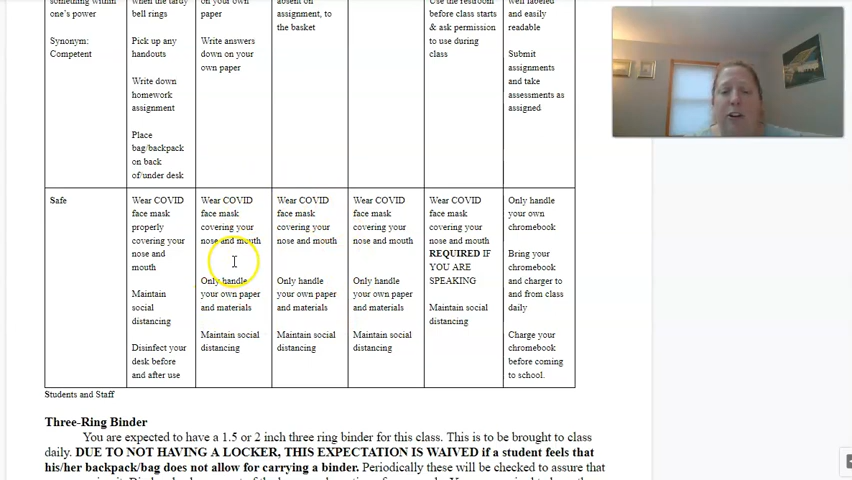 something within
one's power
Synonym:
Competent
when the tardy
bell rings
Pick up any
handouts
Write down
homework
assignment
Place
bag/backpack
on back
of/under desk
on your own
paper
Write answers
down on your
own paper
absent on
assignment, to
the basket
Use the restroom
before class starts
& ask permission
to use during
class
well labeled
and easily
readable
Submit
assignments
and take
assessments as
assigned
Safe
Wear COVID
face mask
properly
covering your
nose and
mouth
Maintain
social
distancing
Disinfect your
desk before
and after use
Wear COVID
face mask
covering your
nose and mouth
Only handle
your own paper
and materials
Maintain social
distancing
Wear COVID
face mask
covering your
nose and mouth
Only handle
your own paper
and materials
Maintain social
distancing
Wear COVID
face mask
covering your
nose and mouth
Only handle
your own paper
and materials
Maintain social
distancing
Wear COVID
face mask
covering your
nose and mouth
REQUIRED IF
YOU ARE
SPEAKING
Maintain social
distancing
Only handle
your own
chromebook
Bring your
chromebook
and charger to
and from class
daily
Charge your
chromebook
before coming
to school.
Students and Staff
Three-Ring Binder
You are expected to have a 1.5 or 2 inch three ring binder for this class. This is to be brought to class
daily. DUE TO NOT HAVING A LOCKER, THIS EXPECTATION IS WAIVED if a student feels that
his/her backpack/bag does not allow for carrying a binder. Periodically these will be checked to assure that